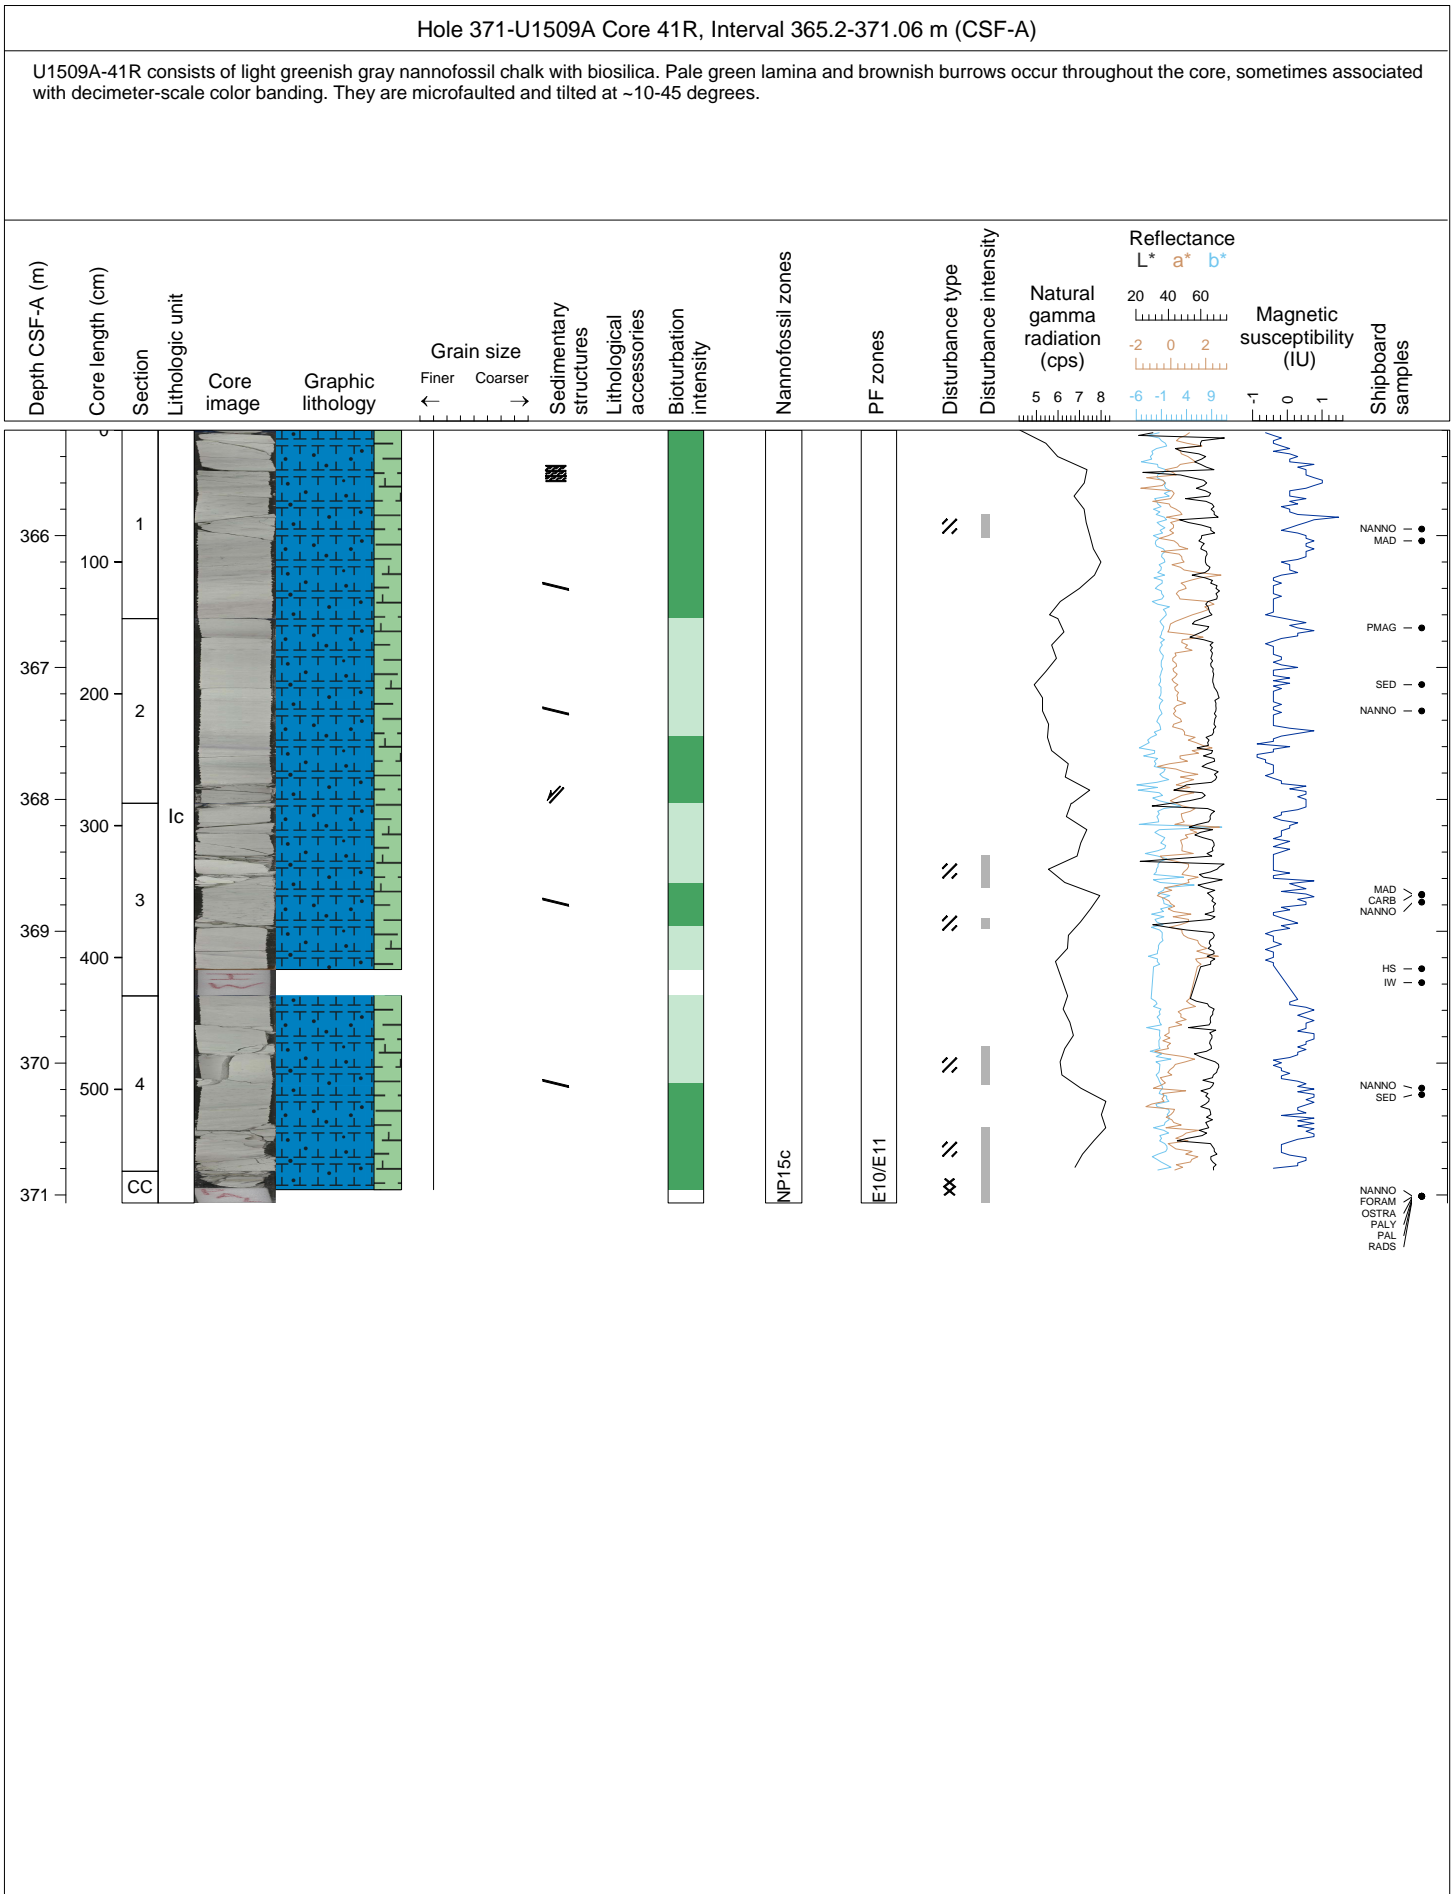 Hole 371-U1509A Core 41R, Interval 365.2-371.06 m (CSF-A)
U1509A-41R consists of light greenish gray nannofossil chalk with biosilica. Pale green lamina and brownish burrows occur throughout the core, sometimes associated
with decimeter-scale color banding. They are microfaulted and tilted at ~10-45 degrees.
Depth CSF-A (m)
Core length (cm)
Section
Lithologic unit
Core
image
Graphic
lithology
Grain size
Finer Coarser
← →
Sedimentary
structures
Lithological
accessories
Bioturbation
intensity
Nannofossil zones
PF zones
Disturbance type
Disturbance intensity
Natural
gamma
radiation
(cps)
5 6 7 8
Reflectance
L* a* b*
20 40 60
-2 0 2
-6 -1 4 9
Magnetic
susceptibility
(IU)
-1 0 1
Shipboard
samples
0
1
366
NANNO
MAD
100
PMAG
367
SED
200
2
NANNO
368
Ic
300
MAD
CARB
NANNO
3
369
400
HS
IW
370
4
500
NANNO
SED
371
CC
NP15c
E10/E11
NANNO
FORAM
OSTRA
PALY
PAL
RADS